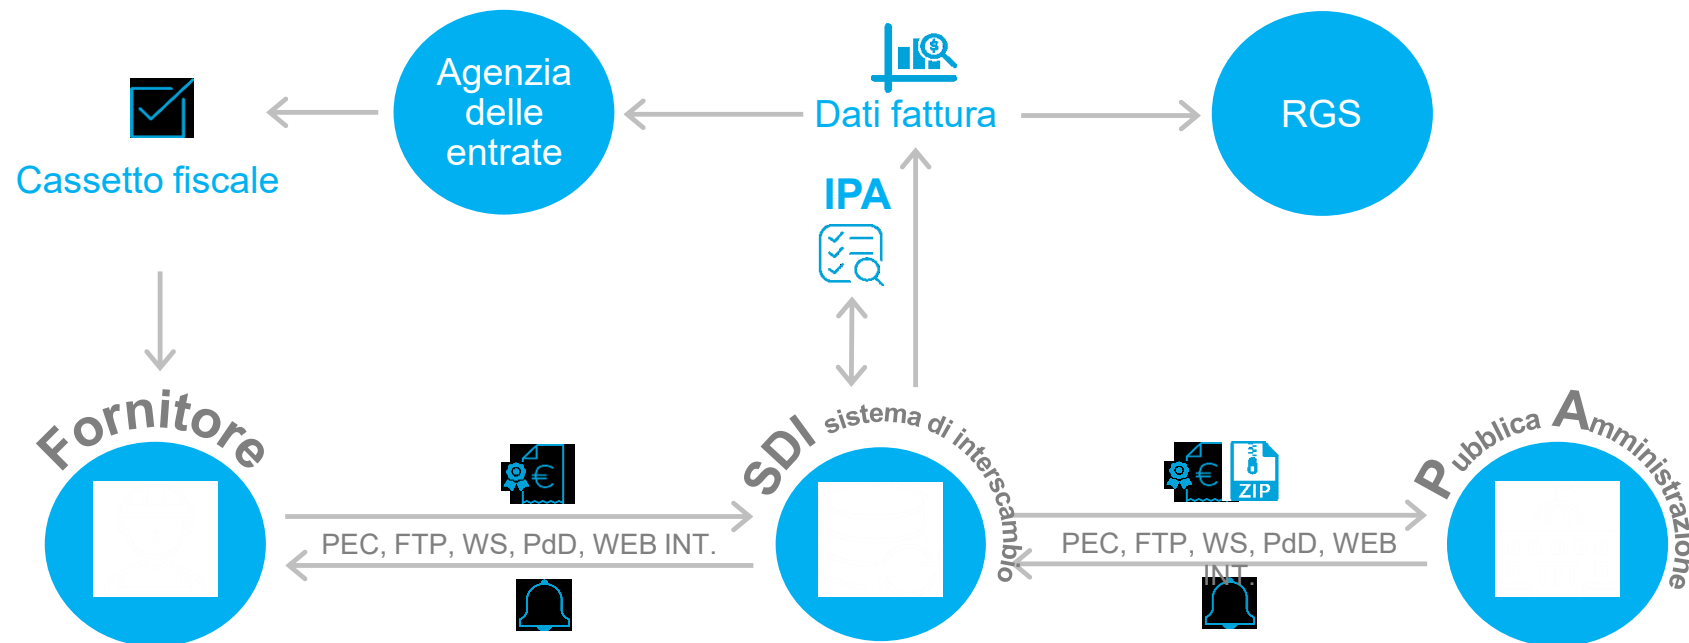 Agenzia
delle
entrate
Dati fattura
RGS
Cassetto fiscale
IPA
Fornitore
SDI sistema di interscambio
Pubblica Amministrazione
€
€
ZIP
PEC, FTP, WS, PdD, WEB INT.
PEC, FTP, WS, PdD, WEB
INT.